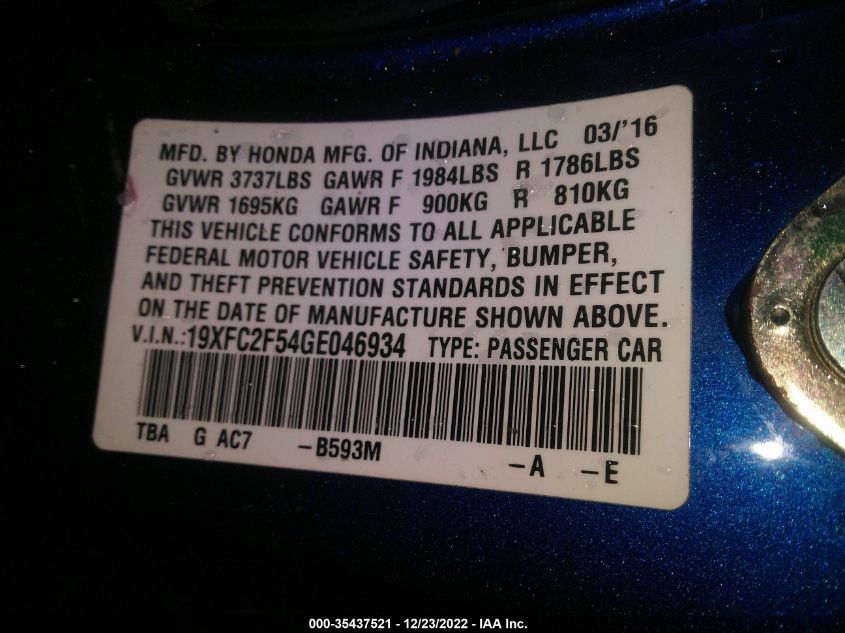 MFD. BY HONDA MFG. OF INDIANA, LLC 03/'16
GVWR 3737LBS GAWR F 1984LBS R 1786LBS
GVWR 1695KG GAWR F 900KG R 810KG
THIS VEHICLE CONFORMS TO ALL APPLICABLE
FEDERAL MOTOR VEHICLE SAFETY, BUMPER,
AND THEFT PREVENTION STANDARDS IN EFFECT
ON THE DATE OF MANUFACTURE SHOWN ABOVE.
V.I.N.:19XFC2F54GE046934 TYPE: PASSENGER CAR
TBA G AC7 -B593M -A -E
000-35437521 - 12/23/2022 - IAA Inc.